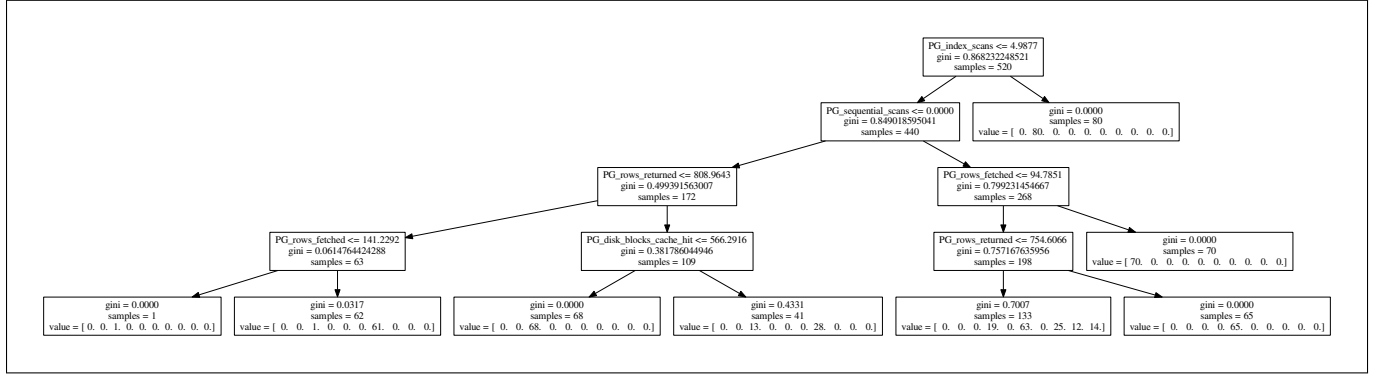 PG_index_scans <= 4.9877
gini = 0.868232248521
samples = 520
PG_sequential_scans <= 0.0000
gini = 0.849018595041
samples = 440
gini = 0.0000
samples = 80
value = [ 0. 80. 0. 0. 0. 0. 0. 0. 0. 0.]
PG_rows_returned <= 808.9643
gini = 0.499391563007
samples = 172
PG_rows_fetched <= 94.7851
gini = 0.799231454667
samples = 268
PG_rows_fetched <= 141.2292
gini = 0.0614764424288
samples = 63
PG_disk_blocks_cache_hit <= 566.2916
gini = 0.381786044946
samples = 109
PG_rows_returned <= 754.6066
gini = 0.757167635956
samples = 198
gini = 0.0000
samples = 70
value = [ 70. 0. 0. 0. 0. 0. 0. 0. 0. 0.]
gini = 0.0000
samples = 1
value = [ 0. 0. 1. 0. 0. 0. 0. 0. 0. 0.]
gini = 0.0317
samples = 62
value = [ 0. 0. 1. 0. 0. 0. 61. 0. 0. 0.]
gini = 0.0000
samples = 68
value = [ 0. 0. 68. 0. 0. 0. 0. 0. 0. 0.]
gini = 0.4331
samples = 41
value = [ 0. 0. 13. 0. 0. 0. 28. 0. 0. 0.]
gini = 0.7007
samples = 133
value = [ 0. 0. 0. 19. 0. 63. 0. 25. 12. 14.]
gini = 0.0000
samples = 65
value = [ 0. 0. 0. 0. 65. 0. 0. 0. 0. 0.]